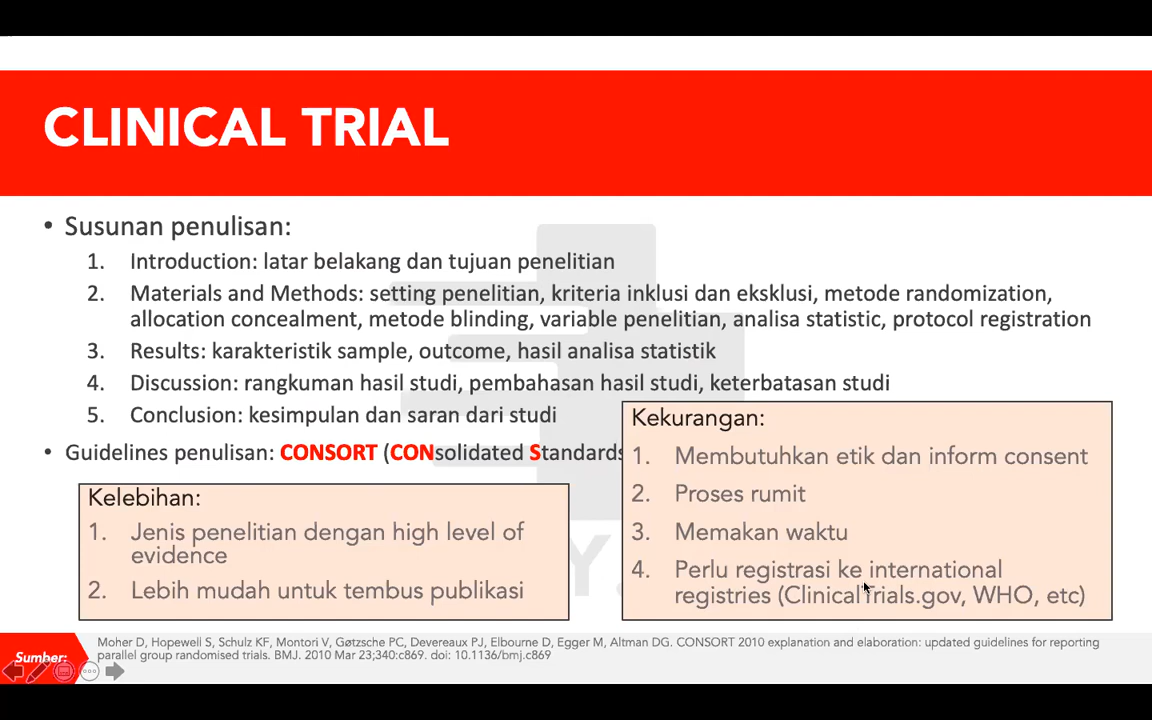 CLINICAL TRIAL
• Susunan penulisan:
1. Introduction: latar belakang dan tujuan penelitian
2. Materials and Methods: setting penelitian, kriteria inklusi dan eksklusi, metode randomization,
allocation concealment, metode blinding, variable penelitian, analisa statistic, protocol registration
3. Results: karakteristik sample, outcome, hasil analisa statistik
4. Discussion: rangkuman hasil studi, pembahasan hasil studi, keterbatasan studi
5. Conclusion: kesimpulan dan saran dari studi
• Guidelines penulisan: CONSORT (CONsolidated Standards
Kelebihan:
1. Jenis penelitian dengan high level of
evidence
2. Lebih mudah untuk tembus publikasi
Kekurangan:
1. Membutuhkan etik dan inform consent
2. Proses rumit
3. Memakan waktu
4. Perlu registrasi ke international
registries (ClinicalTrials.gov, WHO, etc)
Sumber:
Moher D, Hopewell S, Schulz KF, Montori V, Gøtzsche PC, Devereaux PJ, Elbourne D, Egger M, Altman DG. CONSORT 2010 explanation and elaboration: updated guidelines for reporting
parallel group randomised trials. BMJ. 2010 Mar 23;340:c869. doi: 10.1136/bmj.c869